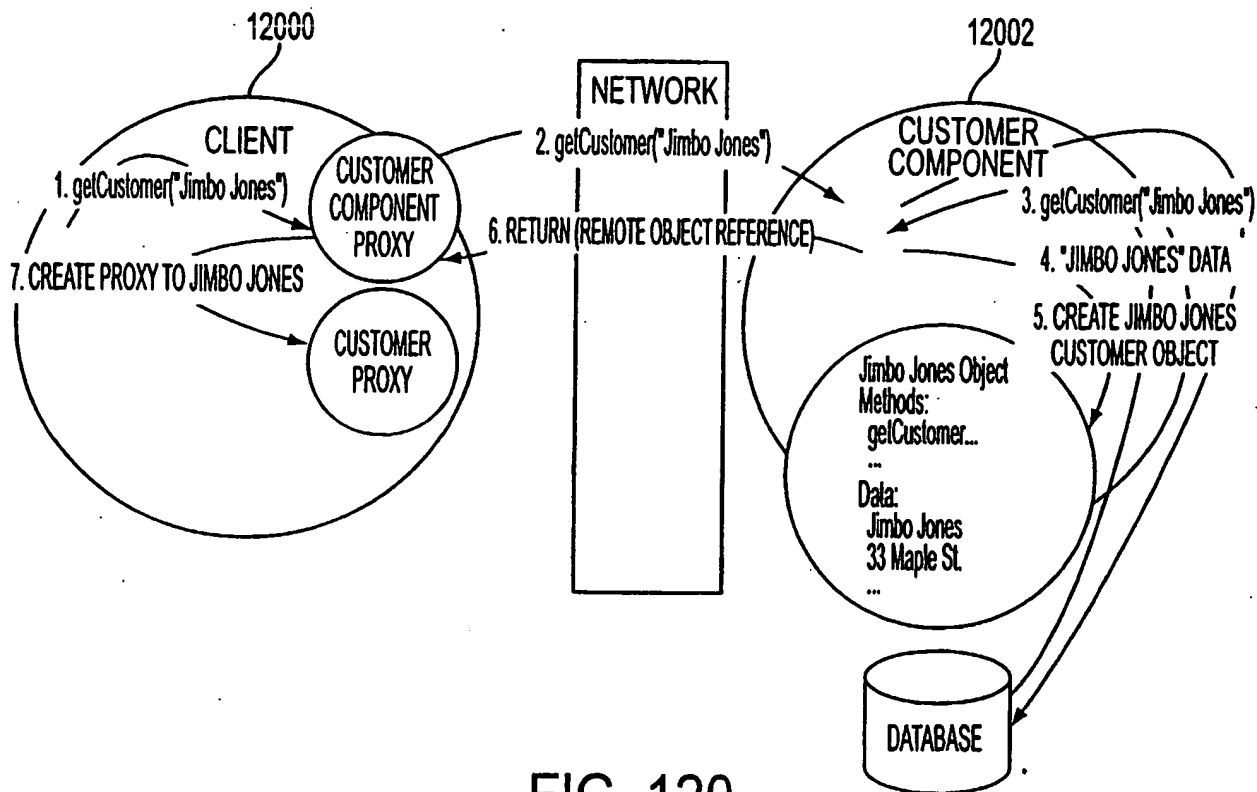 12000
12002
NETWORK
CLIENT
CUSTOMER
COMPONENT
1. getCustomer("Jimbo Jones")
CUSTOMER
COMPONENT
PROXY
2. getCustomer("Jimbo Jones")
3. getCustomer("Jimbo Jones")
6. RETURN (REMOTE OBJECT REFERENCE)
4. "JIMBO JONES" DATA
7. CREATE PROXY TO JIMBO JONES
5. CREATE JIMBO JONES
CUSTOMER OBJECT
CUSTOMER
PROXY
Jimbo Jones Object
Methods:
getCustomer...
...
Data:
Jimbo Jones
33 Maple St.
...
DATABASE
FIG. 120